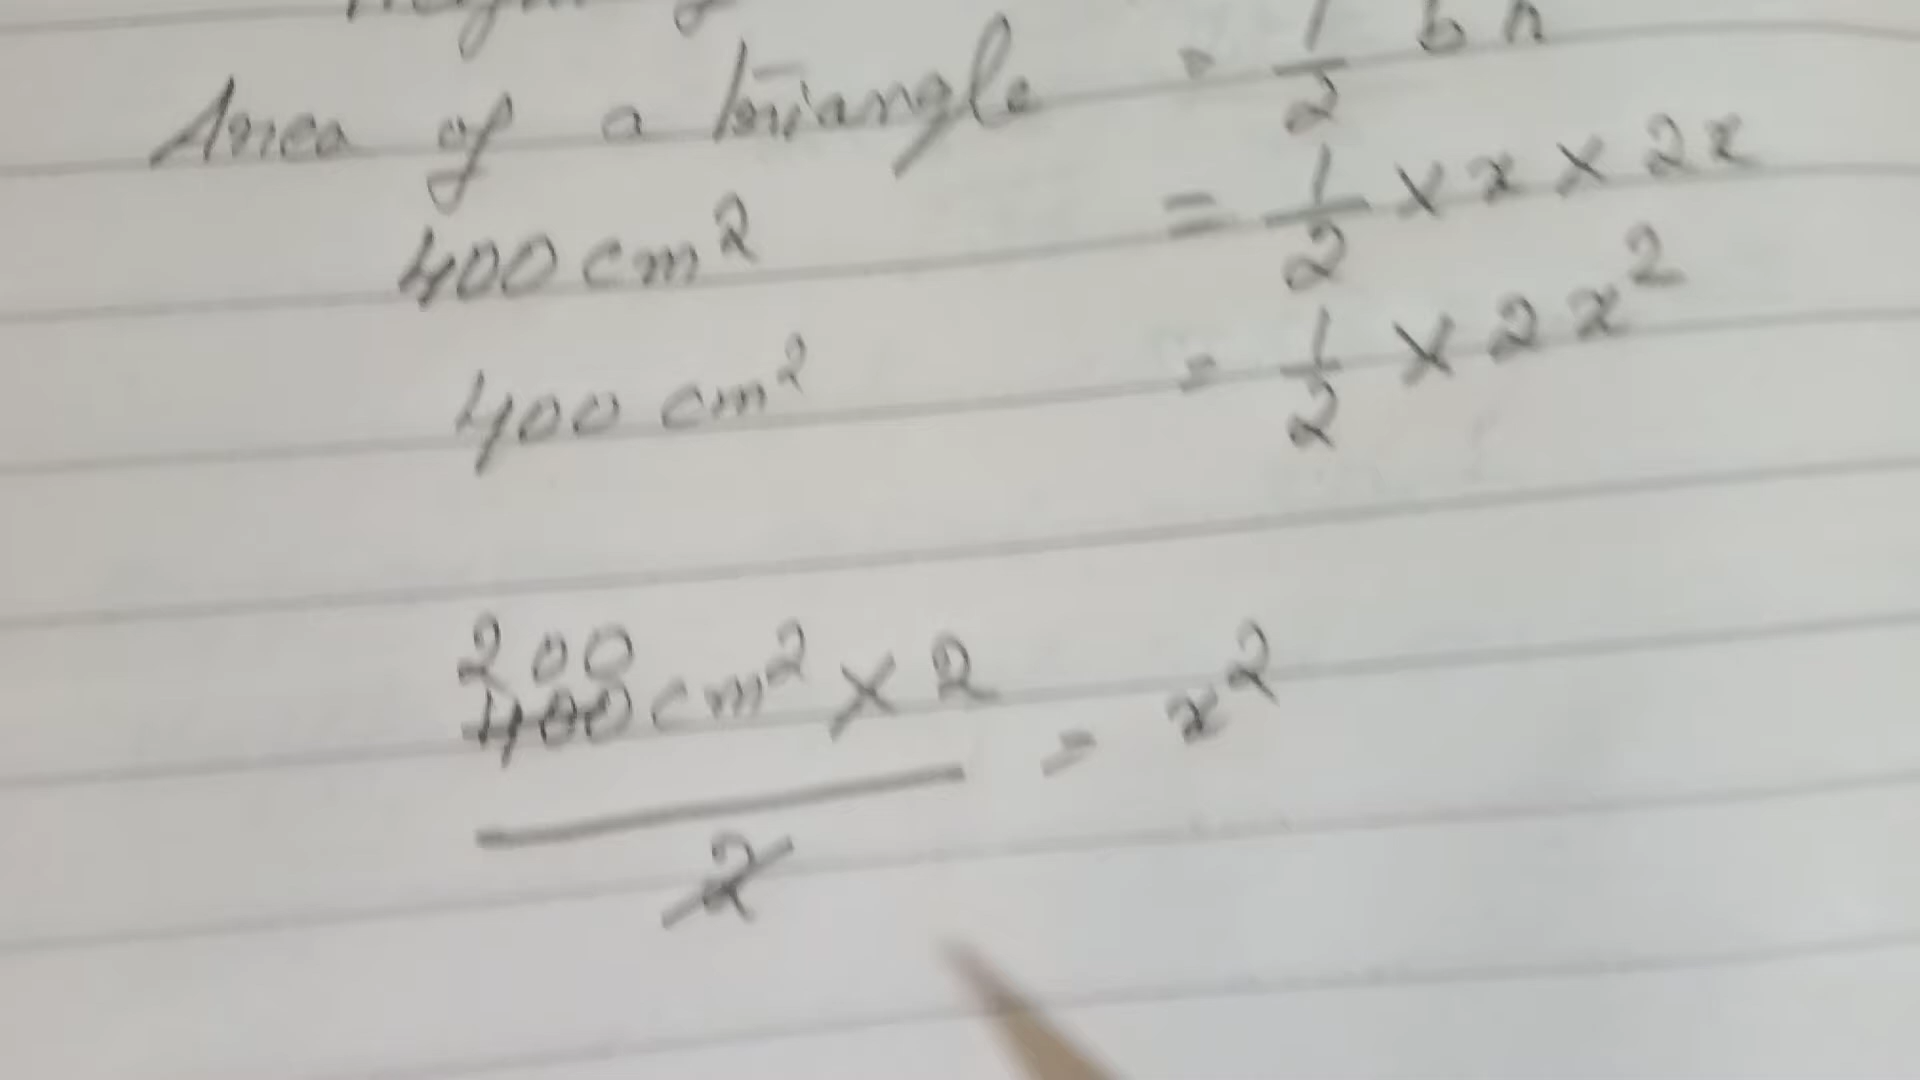 Area of a triangle = 1/2 b h
400 cm² = 1/2 × x × 2x
400 cm² = 1/2 × 2x²
200
400 cm² × 2 / 2 = x²